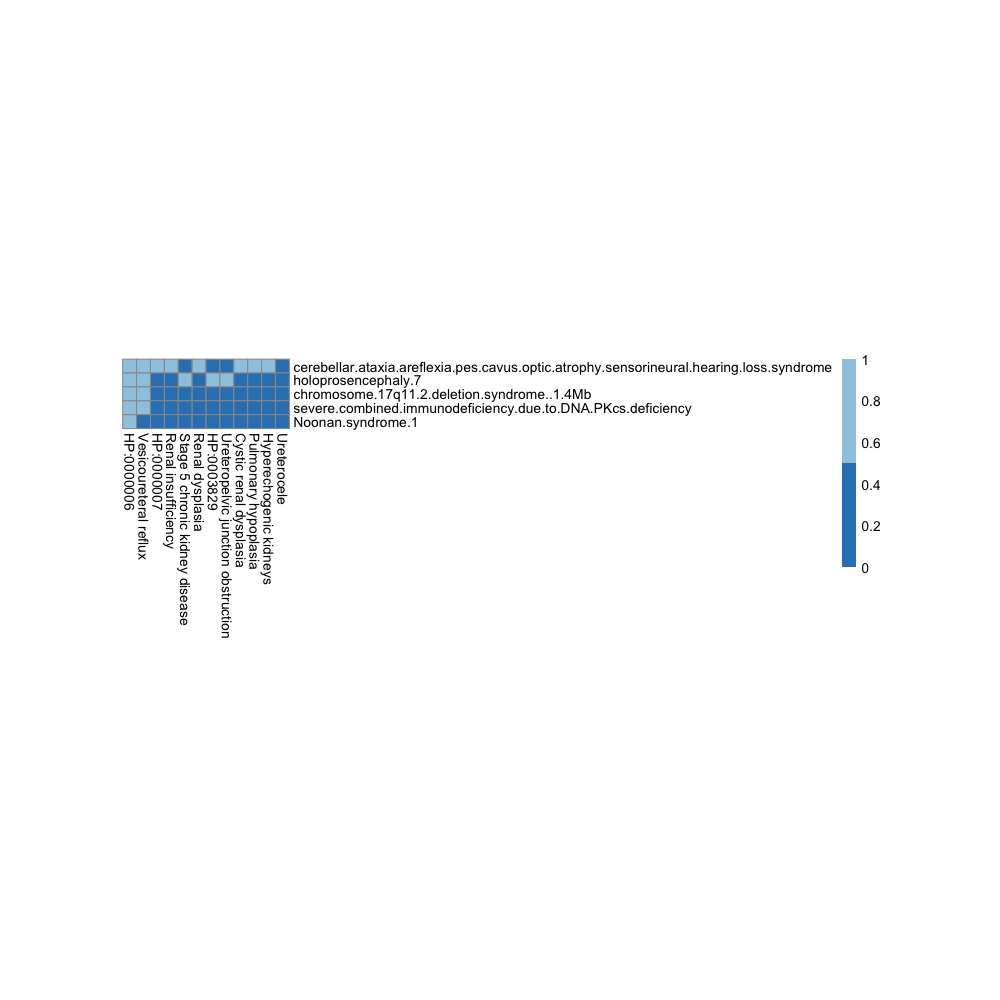 cerebellar.ataxia.areflexia.pes.cavus.optic.atrophy.sensorineural.hearing.loss.syndrome
holoprosencephaly.7
chromosome.17q11.2.deletion.syndrome..1.4Mb
severe.combined.immunodeficiency.due.to.DNA.PKcs.deficiency
Noonan.syndrome.1
HP:0000006
Vesicoureteral reflux
HP:0000007
Renal insufficiency
Stage 5 chronic kidney disease
Renal dysplasia
HP:0003829
Ureteropelvic junction obstruction
Cystic renal dysplasia
Pulmonary hypoplasia
Hyperechogenic kidneys
Ureterocele
1
0.8
0.6
0.4
0.2
0